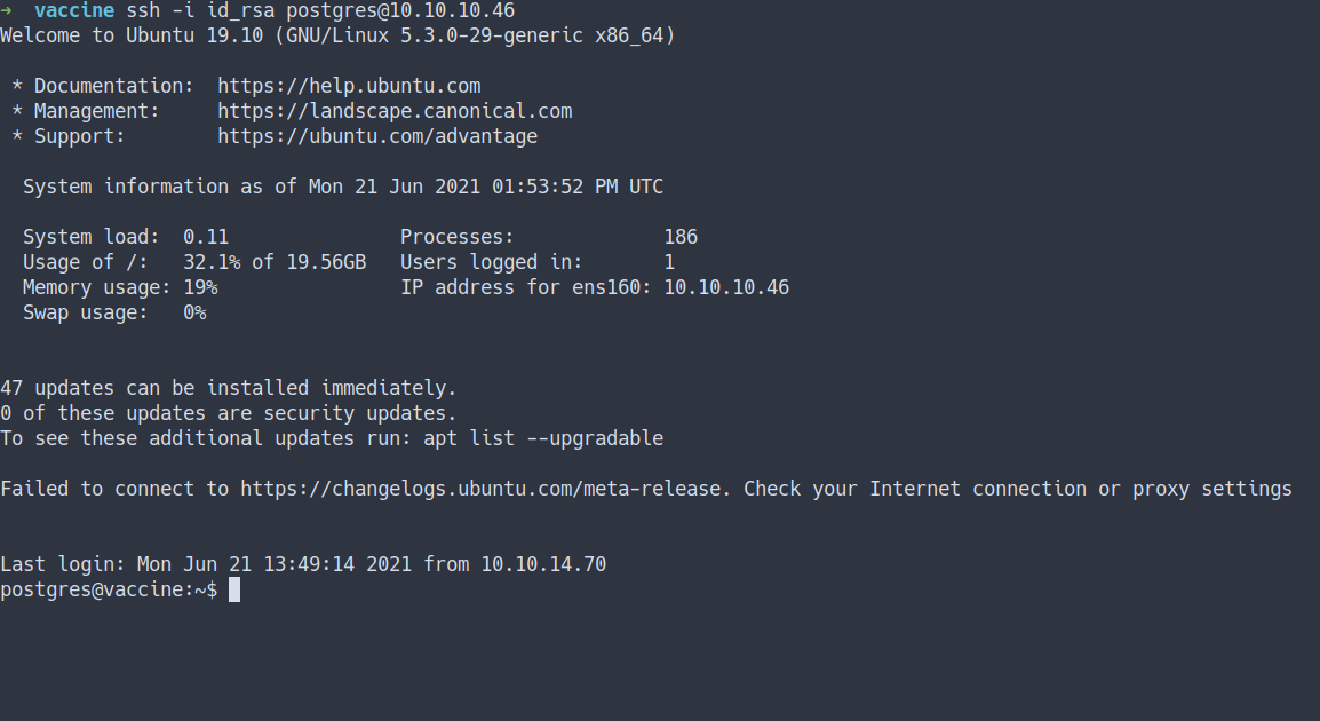 →  vaccine ssh -i id_rsa postgres@10.10.10.46
Welcome to Ubuntu 19.10 (GNU/Linux 5.3.0-29-generic x86_64)
 * Documentation:  https://help.ubuntu.com
 * Management:     https://landscape.canonical.com
 * Support:        https://ubuntu.com/advantage
  System information as of Mon 21 Jun 2021 01:53:52 PM UTC
  System load:  0.11               Processes:             186
  Usage of /:   32.1% of 19.56GB   Users logged in:       1
  Memory usage: 19%                IP address for ens160: 10.10.10.46
  Swap usage:   0%
47 updates can be installed immediately.
0 of these updates are security updates.
To see these additional updates run: apt list --upgradable
Failed to connect to https://changelogs.ubuntu.com/meta-release. Check your Internet connection or proxy settings
Last login: Mon Jun 21 13:49:14 2021 from 10.10.14.70
postgres@vaccine:~$